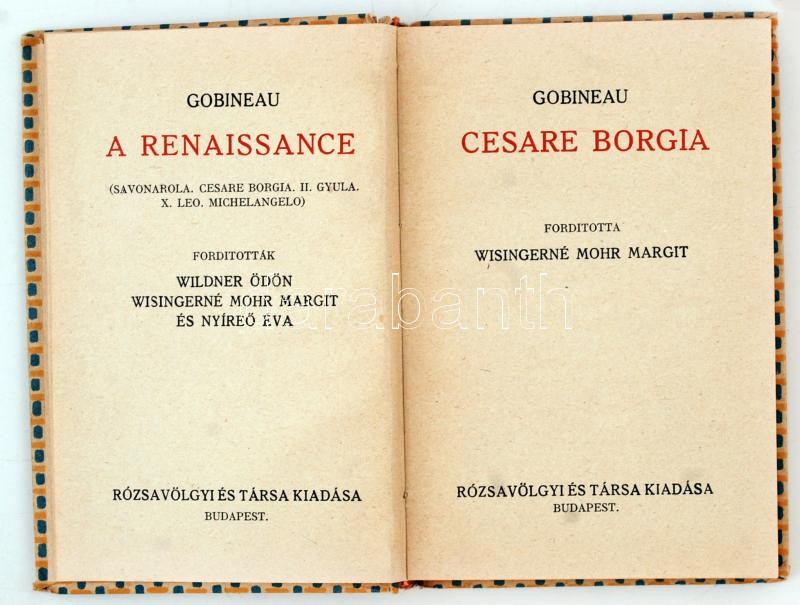 GOBINEAU
A RENAISSANCE
(SAVONAROLA. CESARE BORGIA. II. GYULA.
X. LEO. MICHELANGELO)
FORDITOTTÁK
WILDNER ÖDÖN
WISINGERNÉ MOHR MARGIT
ÉS NYÍREŐ ÉVA
RÓZSAVÖLGYI ÉS TÁRSA KIADÁSA
BUDAPEST.
GOBINEAU
CESARE BORGIA
FORDITOTTA
WISINGERNÉ MOHR MARGIT
RÓZSAVÖLGYI ÉS TÁRSA KIADÁSA
BUDAPEST.
darabanth